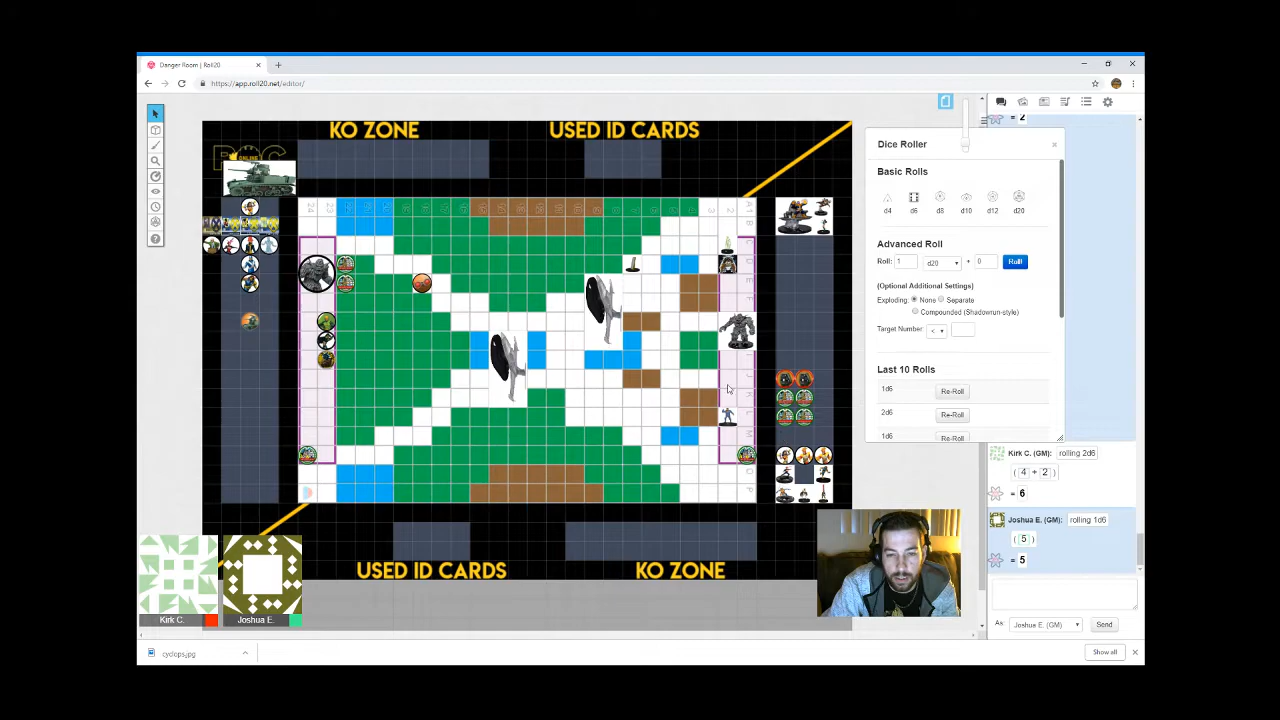 Danger Room | Roll20
https://app.roll20.net/editor/
KO ZONE
USED ID CARDS
ONLINE
= 2
Dice Roller
Basic Rolls
d4 d6 d8 d10 d12 d20
Advanced Roll
Roll: 1 d20 + 0 Roll!
(Optional Additional Settings)
Exploding: None Separate
Compounded (Shadowrun-style)
Target Number: <
Last 10 Rolls
1d6 Re-Roll
2d6 Re-Roll
1d6 Re-Roll
Kirk C. (GM): rolling 2d6
( 4 + 2 )
= 6
Joshua E. (GM): rolling 1d6
( 5 )
= 5
USED ID CARDS
KO ZONE
Kirk C.
Joshua E.
As: Joshua E. (GM) Send
cyclops.jpg
Show all